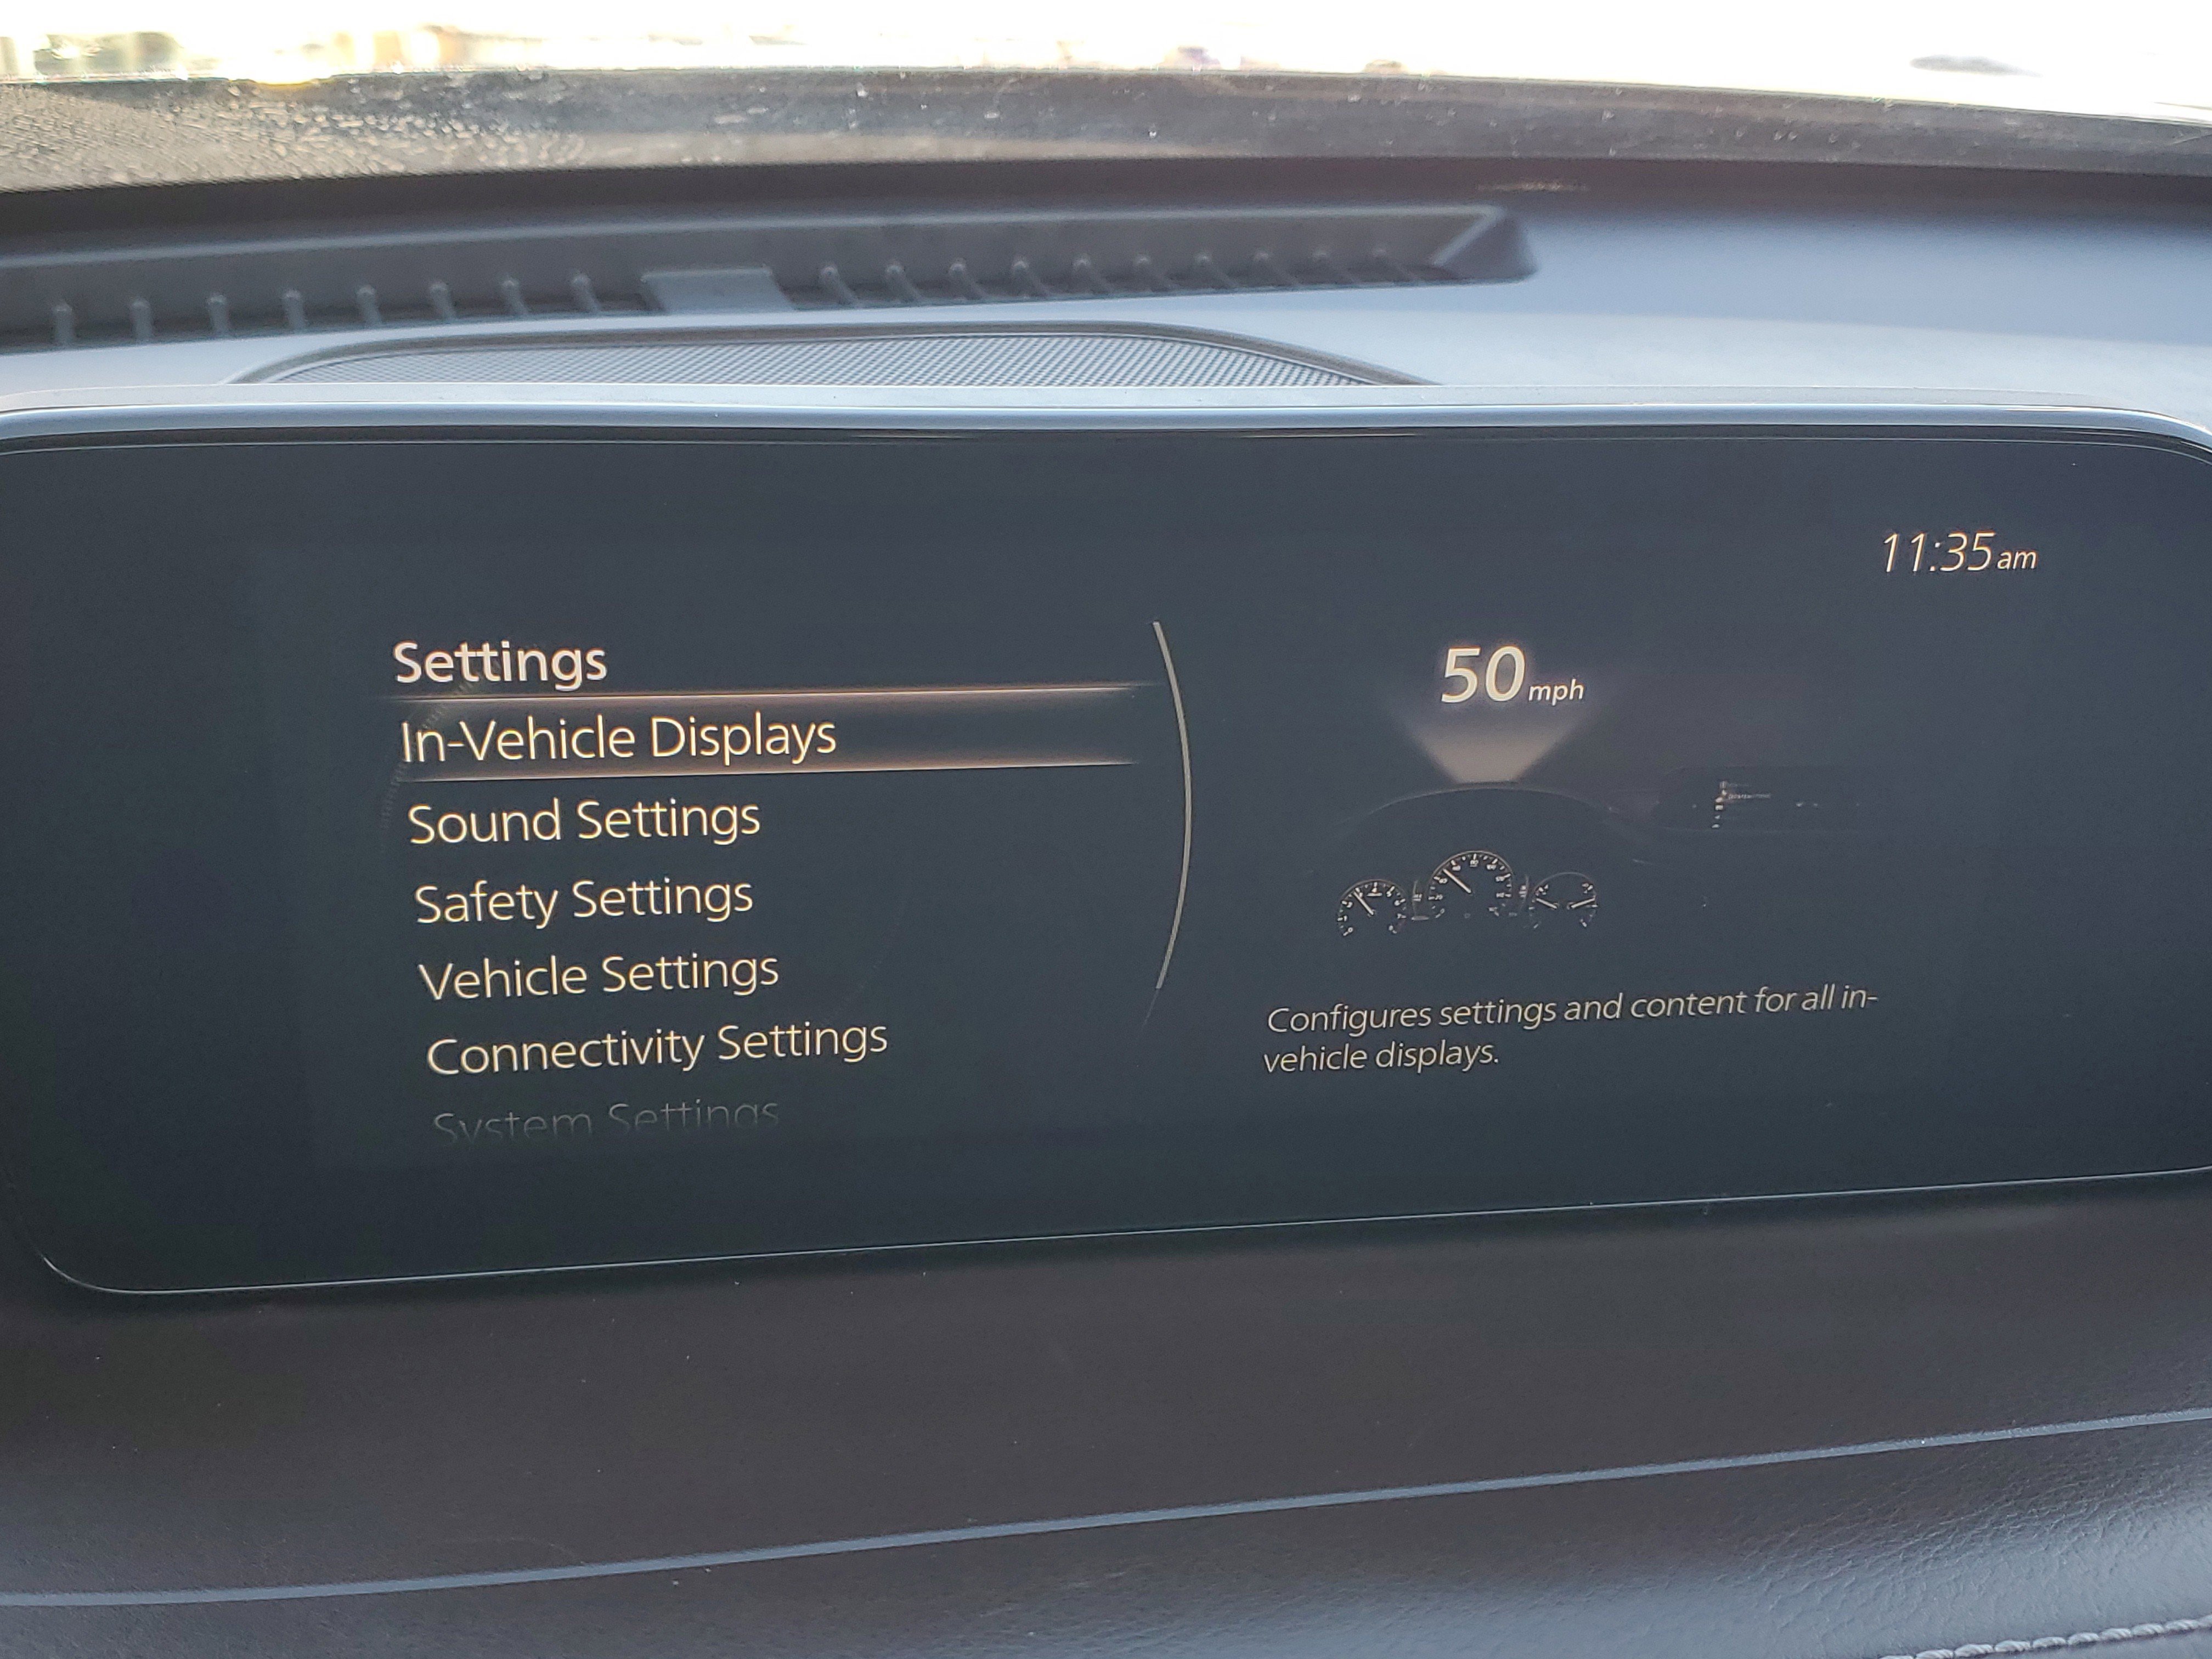 11:35am
Settings
In-Vehicle Displays
Sound Settings
Safety Settings
Vehicle Settings
Connectivity Settings
System Settings
50mph
Configures settings and content for all in-
vehicle displays.